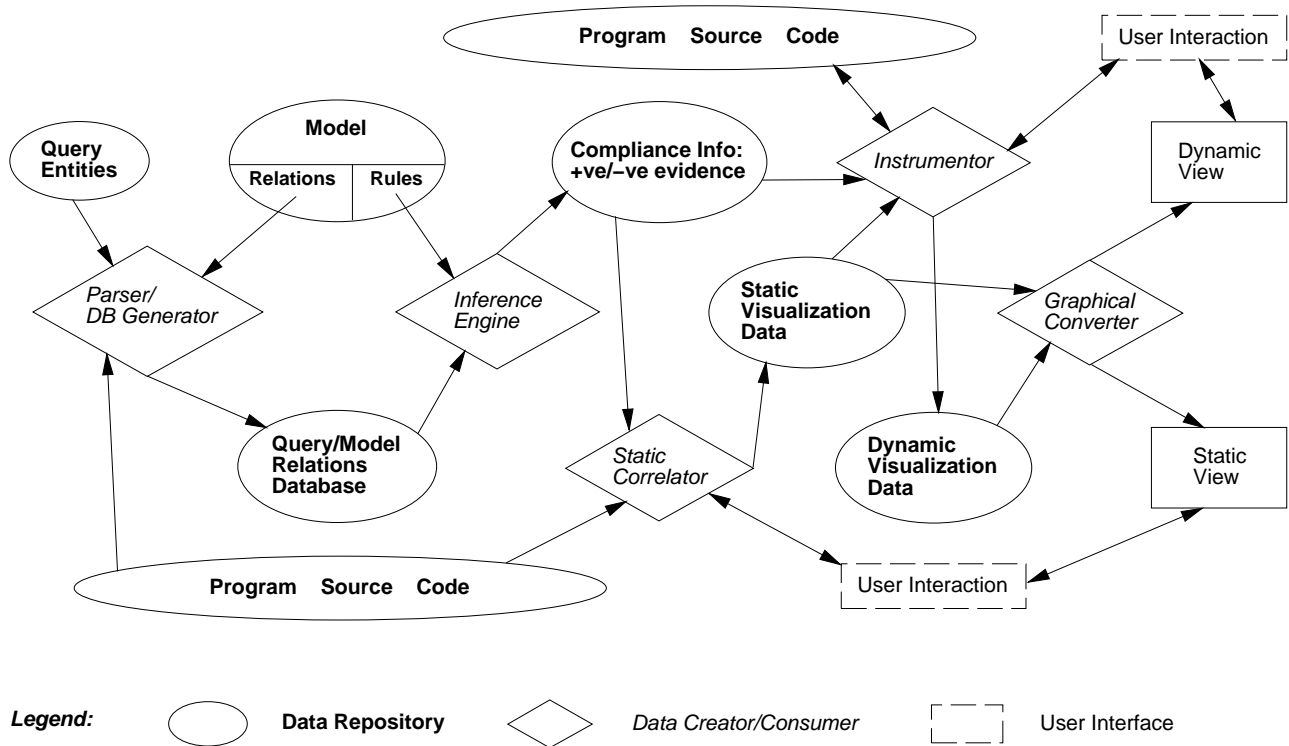 Program Source Code
User Interaction
Model
Relations
Rules
Query
Entities
Compliance Info:
+ve/–ve evidence
Instrumentor
Dynamic
View
Parser/
DB Generator
Inference
Engine
Static
Visualization
Data
Graphical
Converter
Query/Model
Relations
Database
Static
Correlator
Dynamic
Visualization
Data
Static
View
Program Source Code
User Interaction
Legend:
Data Repository
Data Creator/Consumer
User Interface